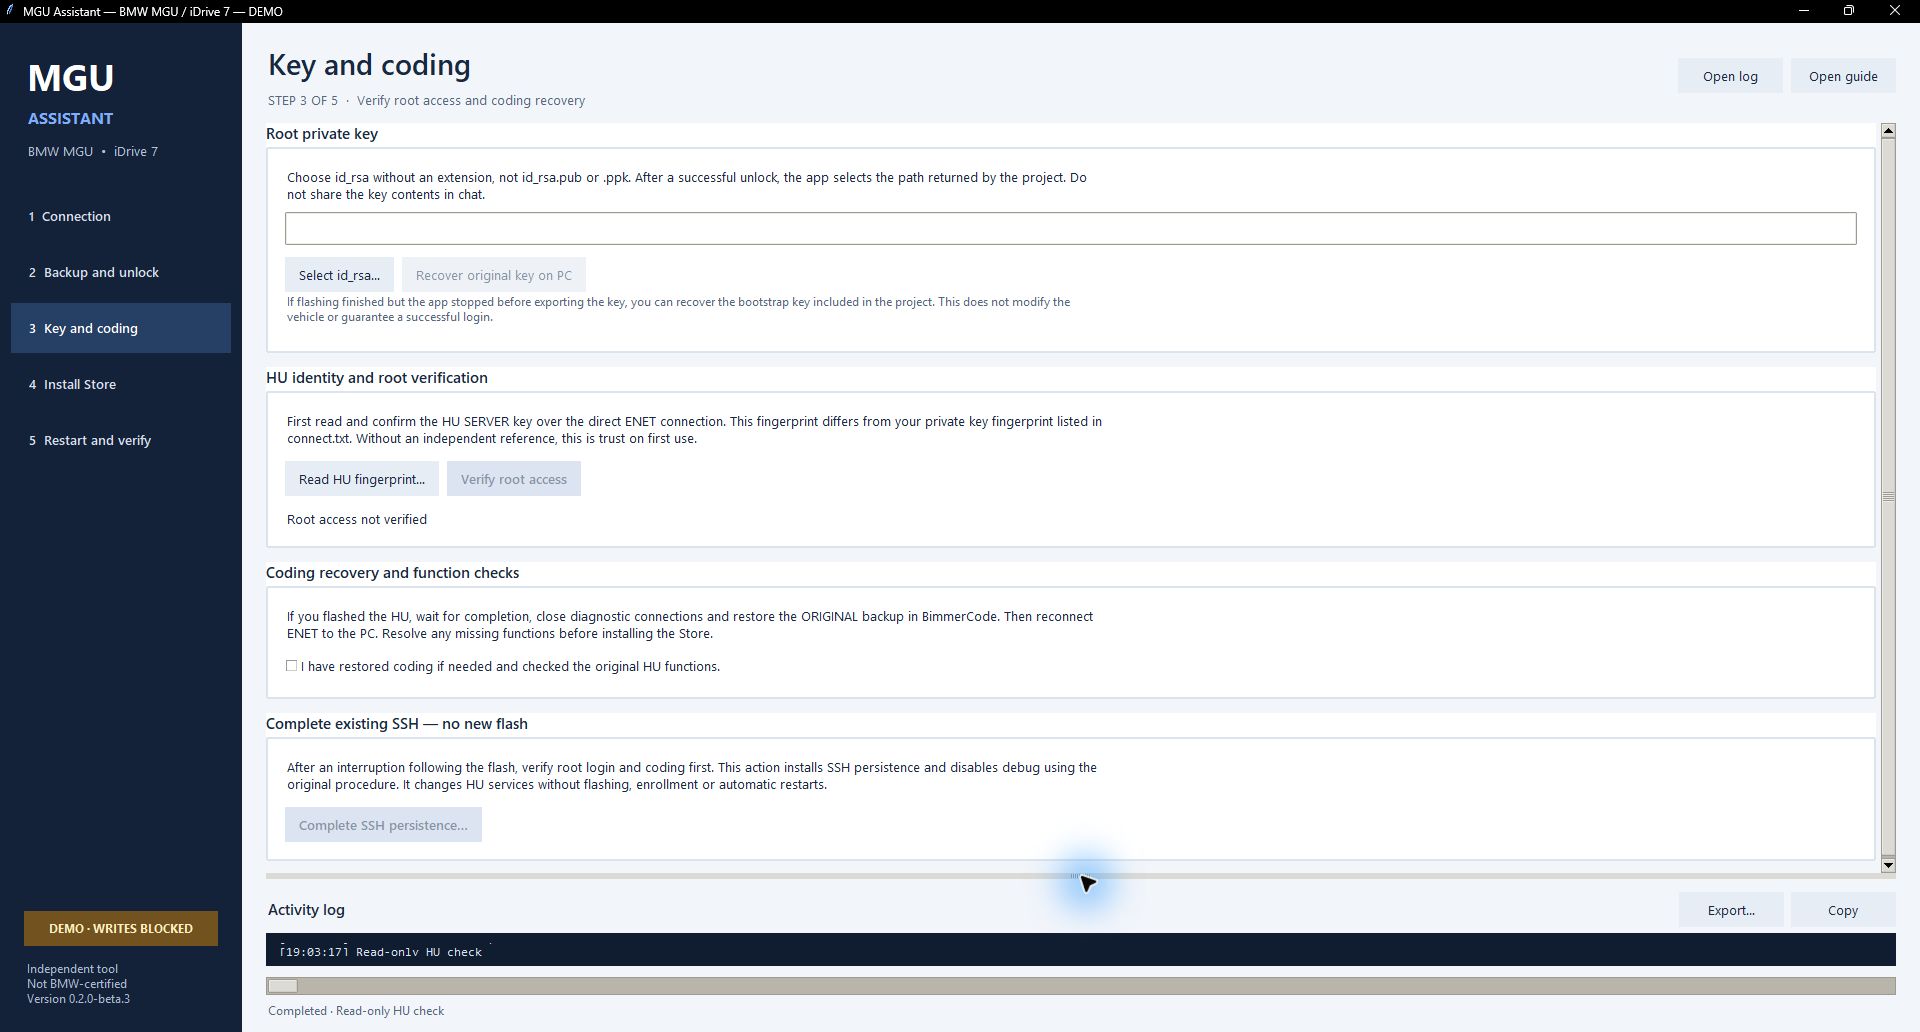 MGU Assistant — BMW MGU / iDrive 7 — DEMO
MGU
ASSISTANT
BMW MGU • iDrive 7
1 Connection
2 Backup and unlock
3 Key and coding
4 Install Store
5 Restart and verify
DEMO · WRITES BLOCKED
Independent tool
Not BMW-certified
Version 0.2.0-beta.3
Key and coding
STEP 3 OF 5 · Verify root access and coding recovery
Open log
Open guide
Root private key
Choose id_rsa without an extension, not id_rsa.pub or .ppk. After a successful unlock, the app selects the path returned by the project. Do
not share the key contents in chat.
Select id_rsa...
Recover original key on PC
If flashing finished but the app stopped before exporting the key, you can recover the bootstrap key included in the project. This does not modify the
vehicle or guarantee a successful login.
HU identity and root verification
First read and confirm the HU SERVER key over the direct ENET connection. This fingerprint differs from your private key fingerprint listed in
connect.txt. Without an independent reference, this is trust on first use.
Read HU fingerprint...
Verify root access
Root access not verified
Coding recovery and function checks
If you flashed the HU, wait for completion, close diagnostic connections and restore the ORIGINAL backup in BimmerCode. Then reconnect
ENET to the PC. Resolve any missing functions before installing the Store.
I have restored coding if needed and checked the original HU functions.
Complete existing SSH — no new flash
After an interruption following the flash, verify root login and coding first. This action installs SSH persistence and disables debug using the
original procedure. It changes HU services without flashing, enrollment or automatic restarts.
Complete SSH persistence...
Activity log
Export...
Copy
[19:03:17] Read-only HU check
Completed · Read-only HU check